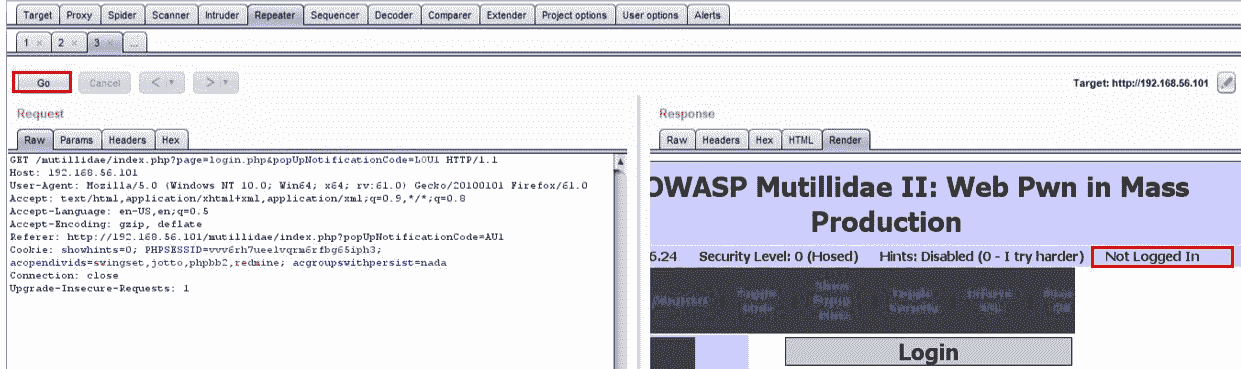 Target Proxy Spider Scanner Intruder Repeater Sequencer Decoder Comparer Extender Project options User options Alerts
1 × 2 × 3 × ...
Go Cancel < > Target: http://192.168.56.101
Request
Raw Params Headers Hex
GET /mutillidae/index.php?page=login.php&popUpNotificationCode=LOU1 HTTP/1.1
Host: 192.168.56.101
User-Agent: Mozilla/5.0 (Windows NT 10.0; Win64; x64; rv:61.0) Gecko/20100101 Firefox/61.0
Accept: text/html,application/xhtml+xml,application/xml;q=0.9,*/*;q=0.8
Accept-Language: en-US,en;q=0.5
Accept-Encoding: gzip, deflate
Referer: http://192.168.56.101/mutillidae/index.php?popUpNotificationCode=AU1
Cookie: showhints=0; PHPSESSID=vvv6rh7ueelvqrm6rfbg65iph3;
acopendivids=swingset,jotto,phpbb2,redmine; acgroupswithpersist=nada
Connection: close
Upgrade-Insecure-Requests: 1
Response
Raw Headers Hex HTML Render
OWASP Mutillidae II: Web Pwn in Mass
Production
6.24 Security Level: 0 (Hosed) Hints: Disabled (0 - I try harder) Not Logged In
Toggle Security
Login